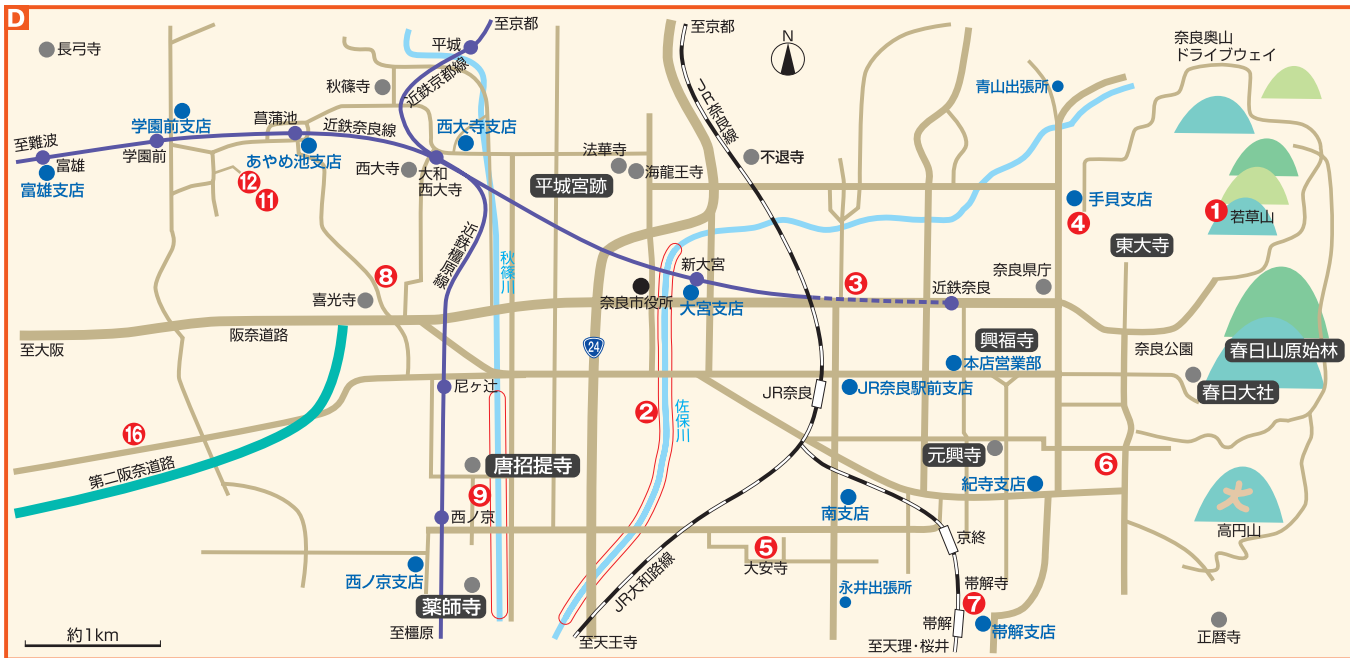 D
至京都
至京都
N
奈良奥山
ドライブウェイ
長弓寺
平城
秋篠寺
近鉄京都線
JR奈良線
青山出張所
学園前支店
菖蒲池
近鉄奈良線
西大寺支店
至難波
富雄
学園前
あやめ池支店
法華寺
不退寺
富雄支店
西大寺
大和
西大寺
海龍王寺
平城宮跡
⑫
⑪
手貝支店
④
①
若草山
東大寺
近鉄橿原線
秋篠川
新大宮
奈良県庁
⑧
③
喜光寺
奈良市役所
大宮支店
近鉄奈良
阪奈道路
至大阪
24
興福寺
奈良公園
春日山原始林
本店営業部
尼ヶ辻
JR奈良
JR奈良駅前支店
春日大社
②
佐保川
⑯
第二阪奈道路
唐招提寺
元興寺
⑥
紀寺支店
⑨
西ノ京
南支店
大
高円山
京終
⑤
大安寺
西ノ京支店
JR大和路線
永井出張所
帯解寺
薬師寺
⑦
帯解
帯解支店
約1km
至橿原
至天王寺
至天理・桜井
正暦寺